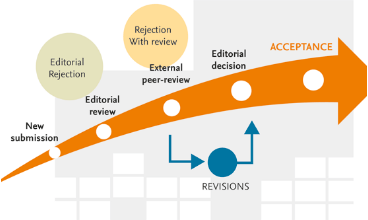 Rejection
With review
Editorial
Rejection
ACCEPTANCE
Editorial
decision
External
peer-review
Editorial
review
New
submission
REVISIONS